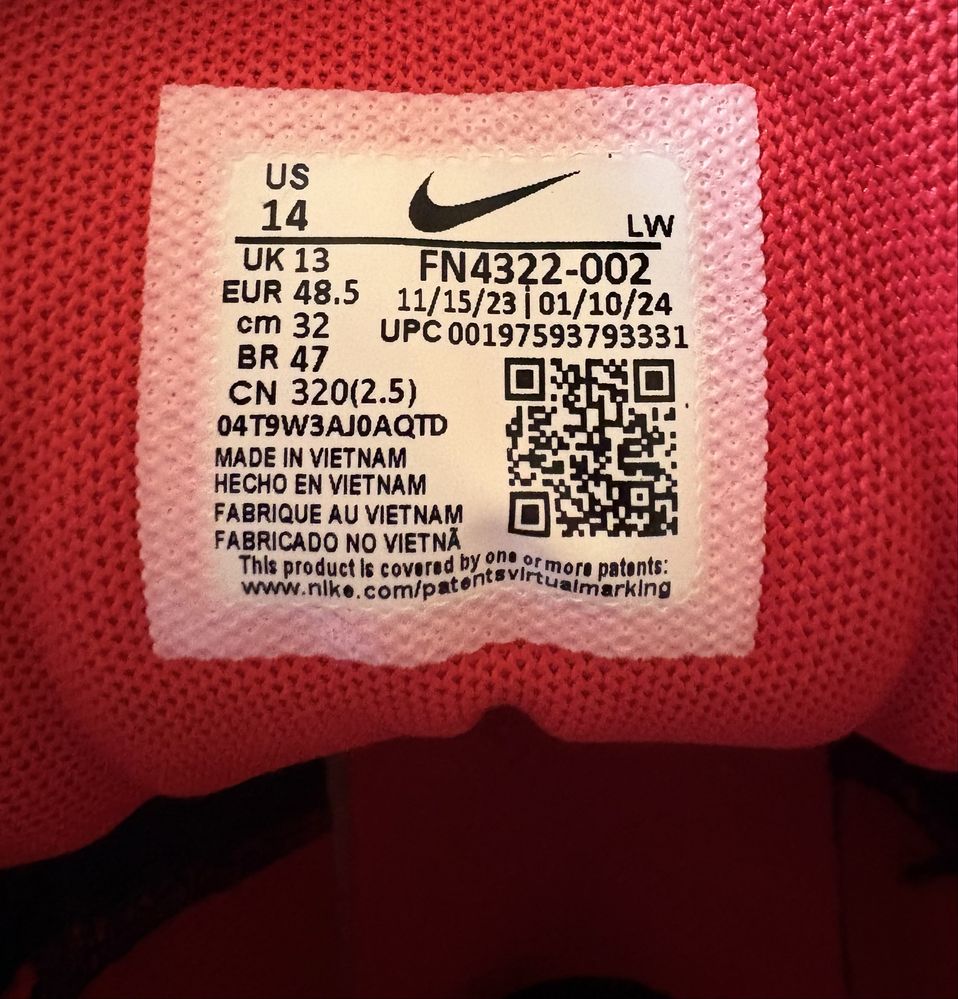 US
14
LW
UK 13
EUR 48.5
cm 32
BR 47
CN 320(2.5)
FN4322-002
11/15/23 | 01/10/24
UPC 00197593793331
04T9W3AJ0AQTD
MADE IN VIETNAM
HECHO EN VIETNAM
FABRIQUE AU VIETNAM
FABRICADO NO VIETNÃ
This product is covered by one or more patents:
www.nike.com/patentsvirtualmarking